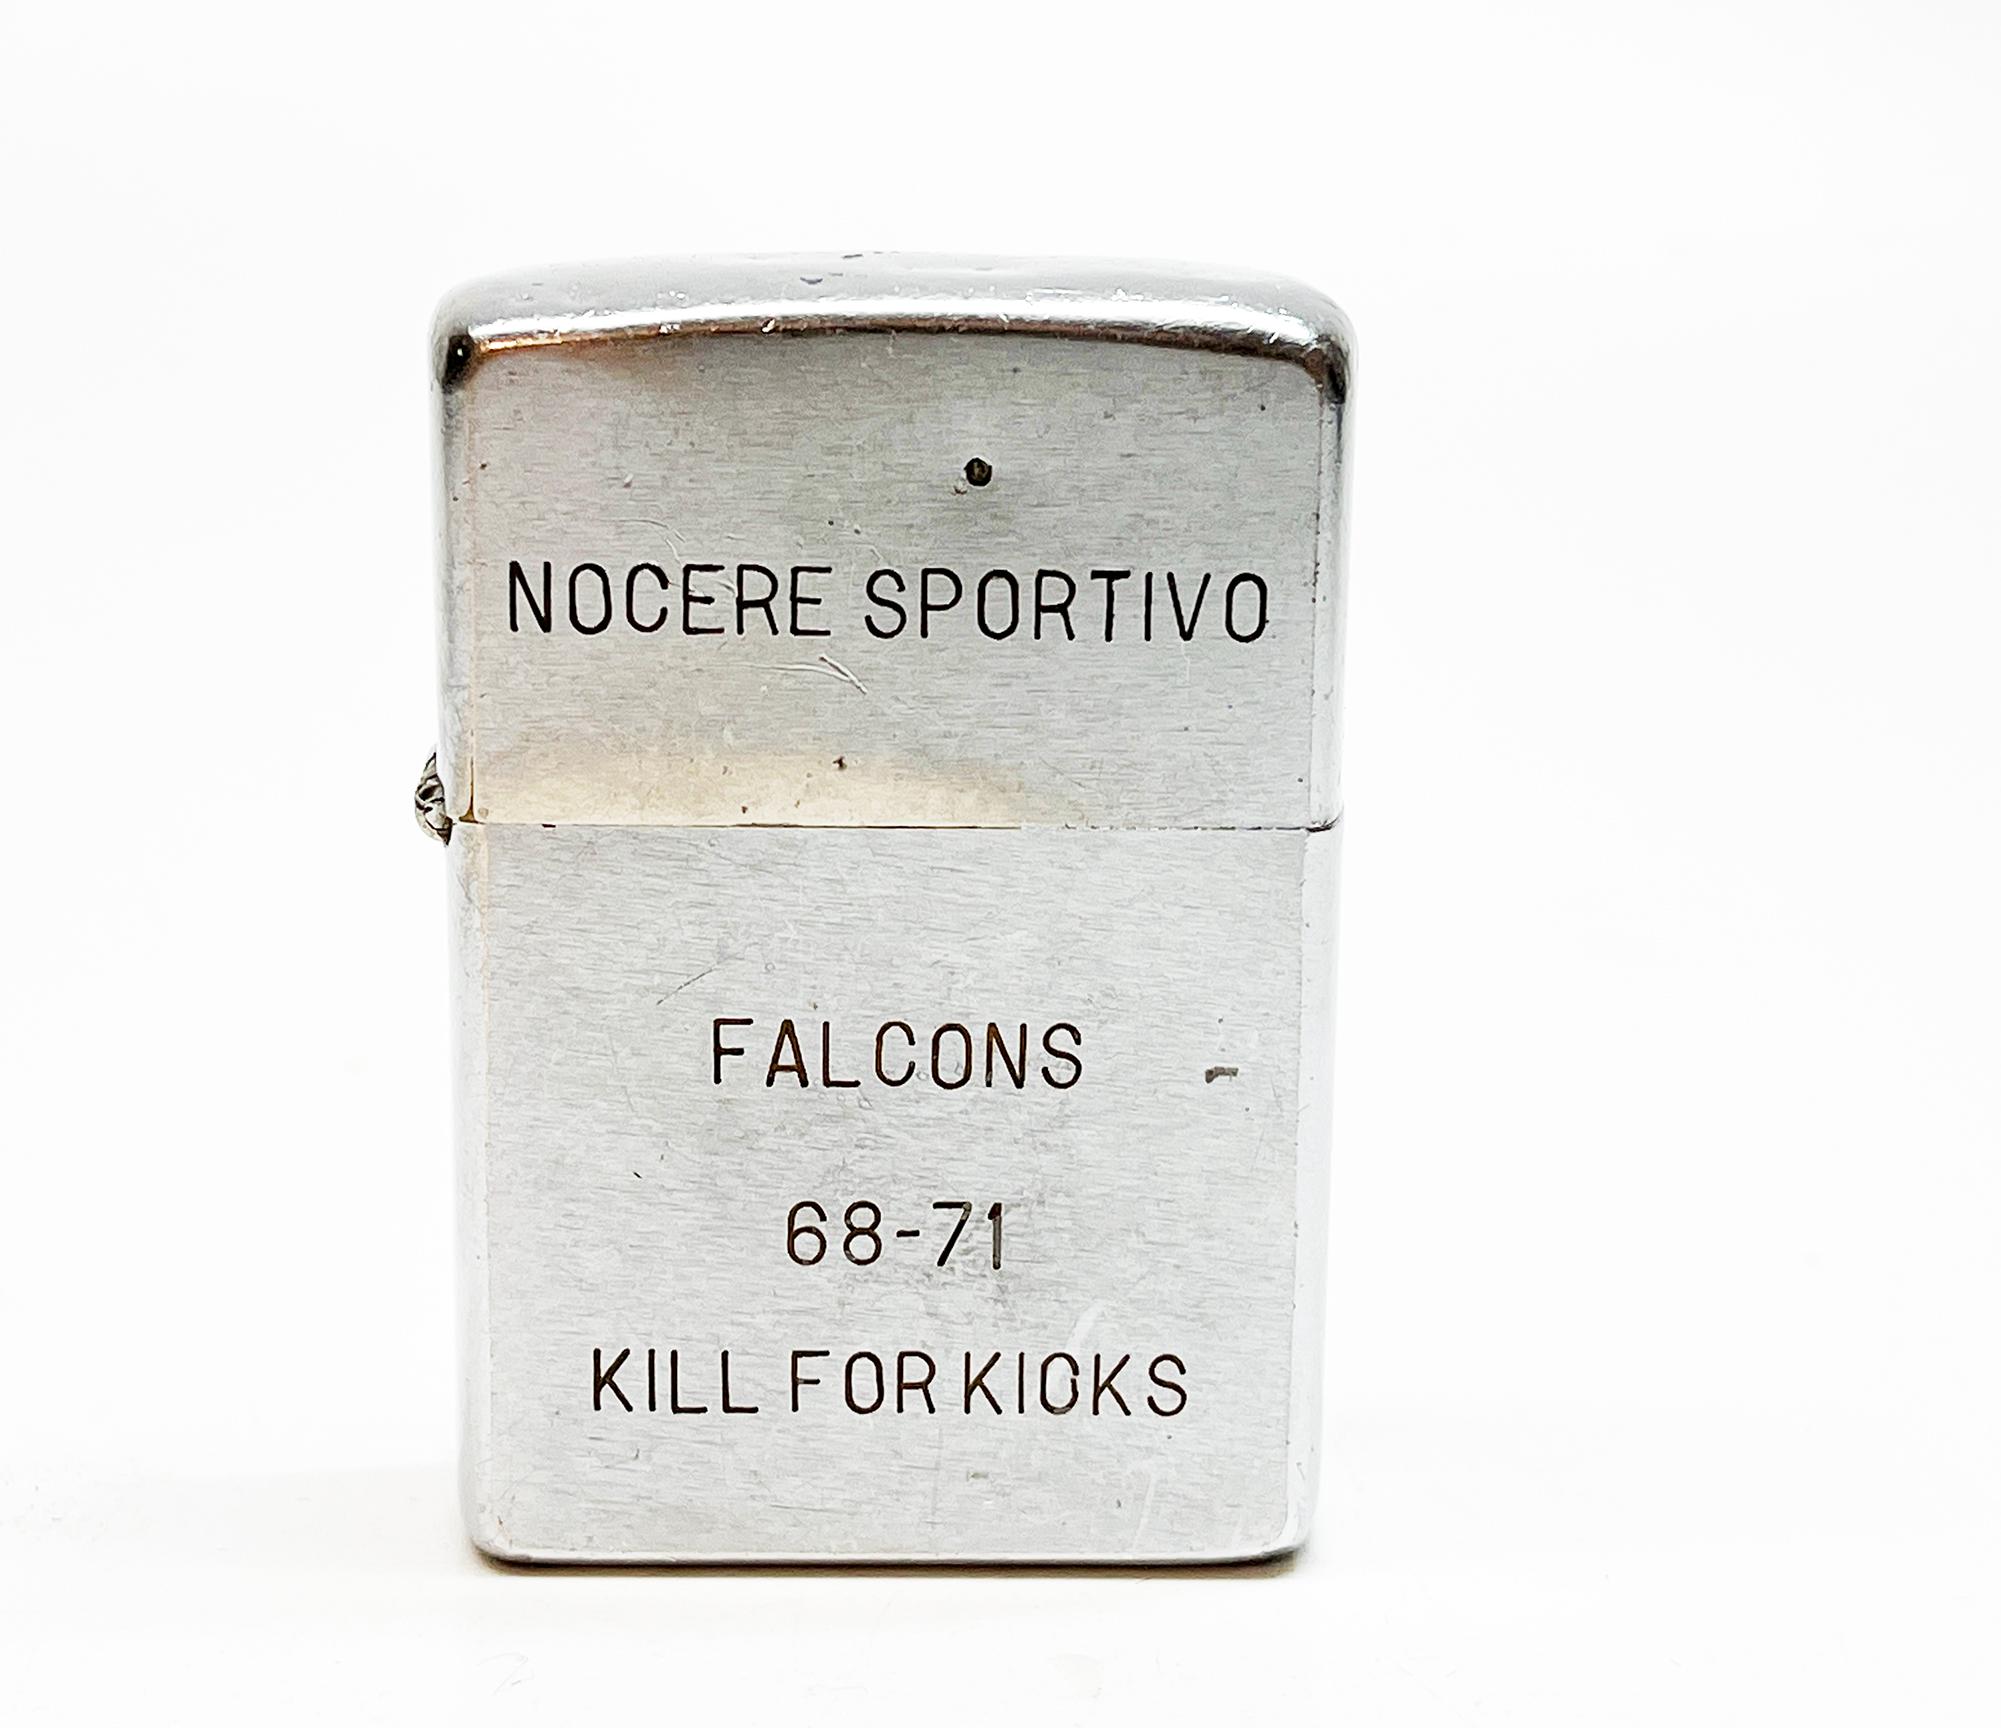 NOCERE SPORTIVO
FALCONS
68-71
KILL FOR KICKS